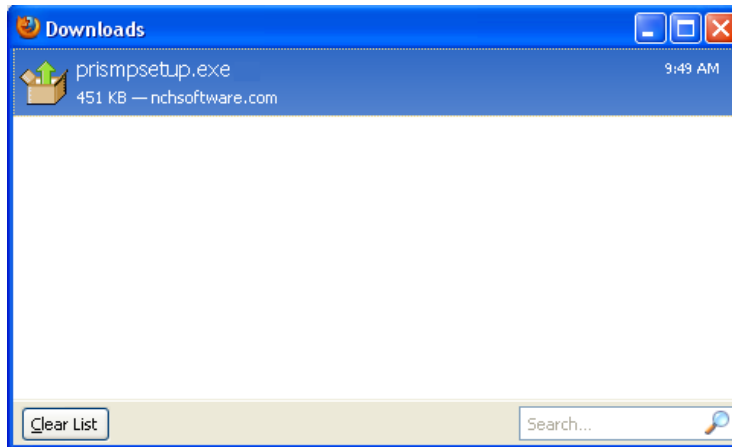 Downloads
prismpsetup.exe
9:49 AM
451 KB — nchsoftware.com
Clear List
Search...